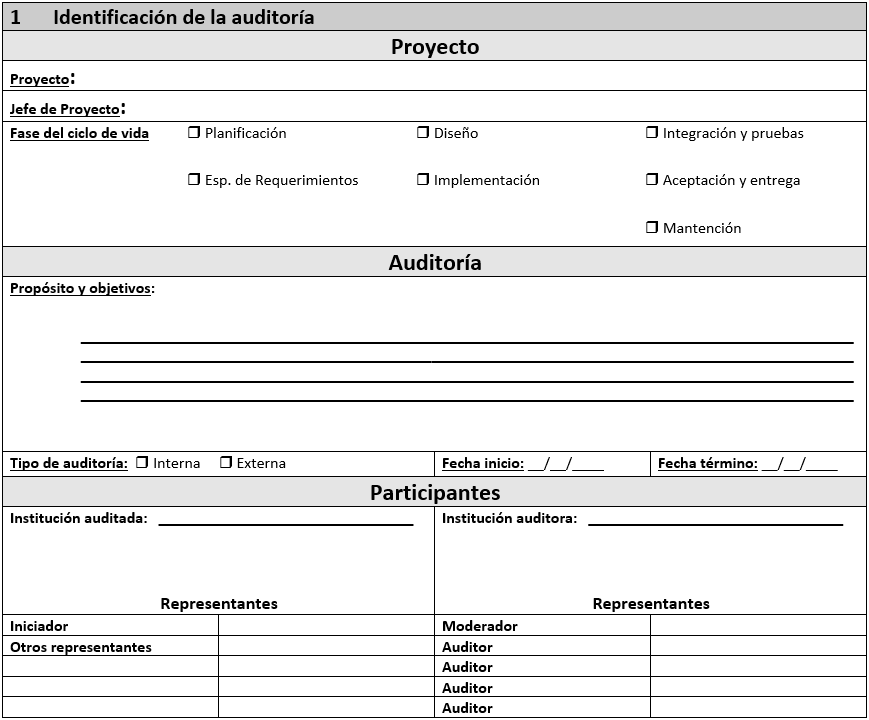 1 Identificación de la auditoría
Proyecto
Proyecto:
Jefe de Proyecto:
Fase del ciclo de vida ❒ Planificación ❒ Diseño ❒ Integración y pruebas
❒ Esp. de Requerimientos ❒ Implementación ❒ Aceptación y entrega
❒ Mantención
Auditoría
Propósito y objetivos:
Tipo de auditoría: ❒ Interna ❒ Externa Fecha inicio: __/__/____ Fecha término: __/__/____
Participantes
Institución auditada: Institución auditora:
Representantes Representantes
Iniciador Moderador
Otros representantes Auditor
Auditor
Auditor
Auditor